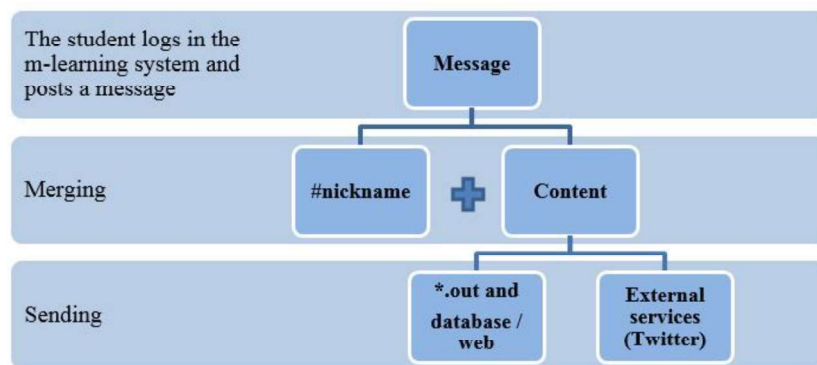 The student logs in the
m-learning system and
posts a message
Message
Merging
#nickname
Content
Sending
*.out and
database /
web
External
services
(Twitter)